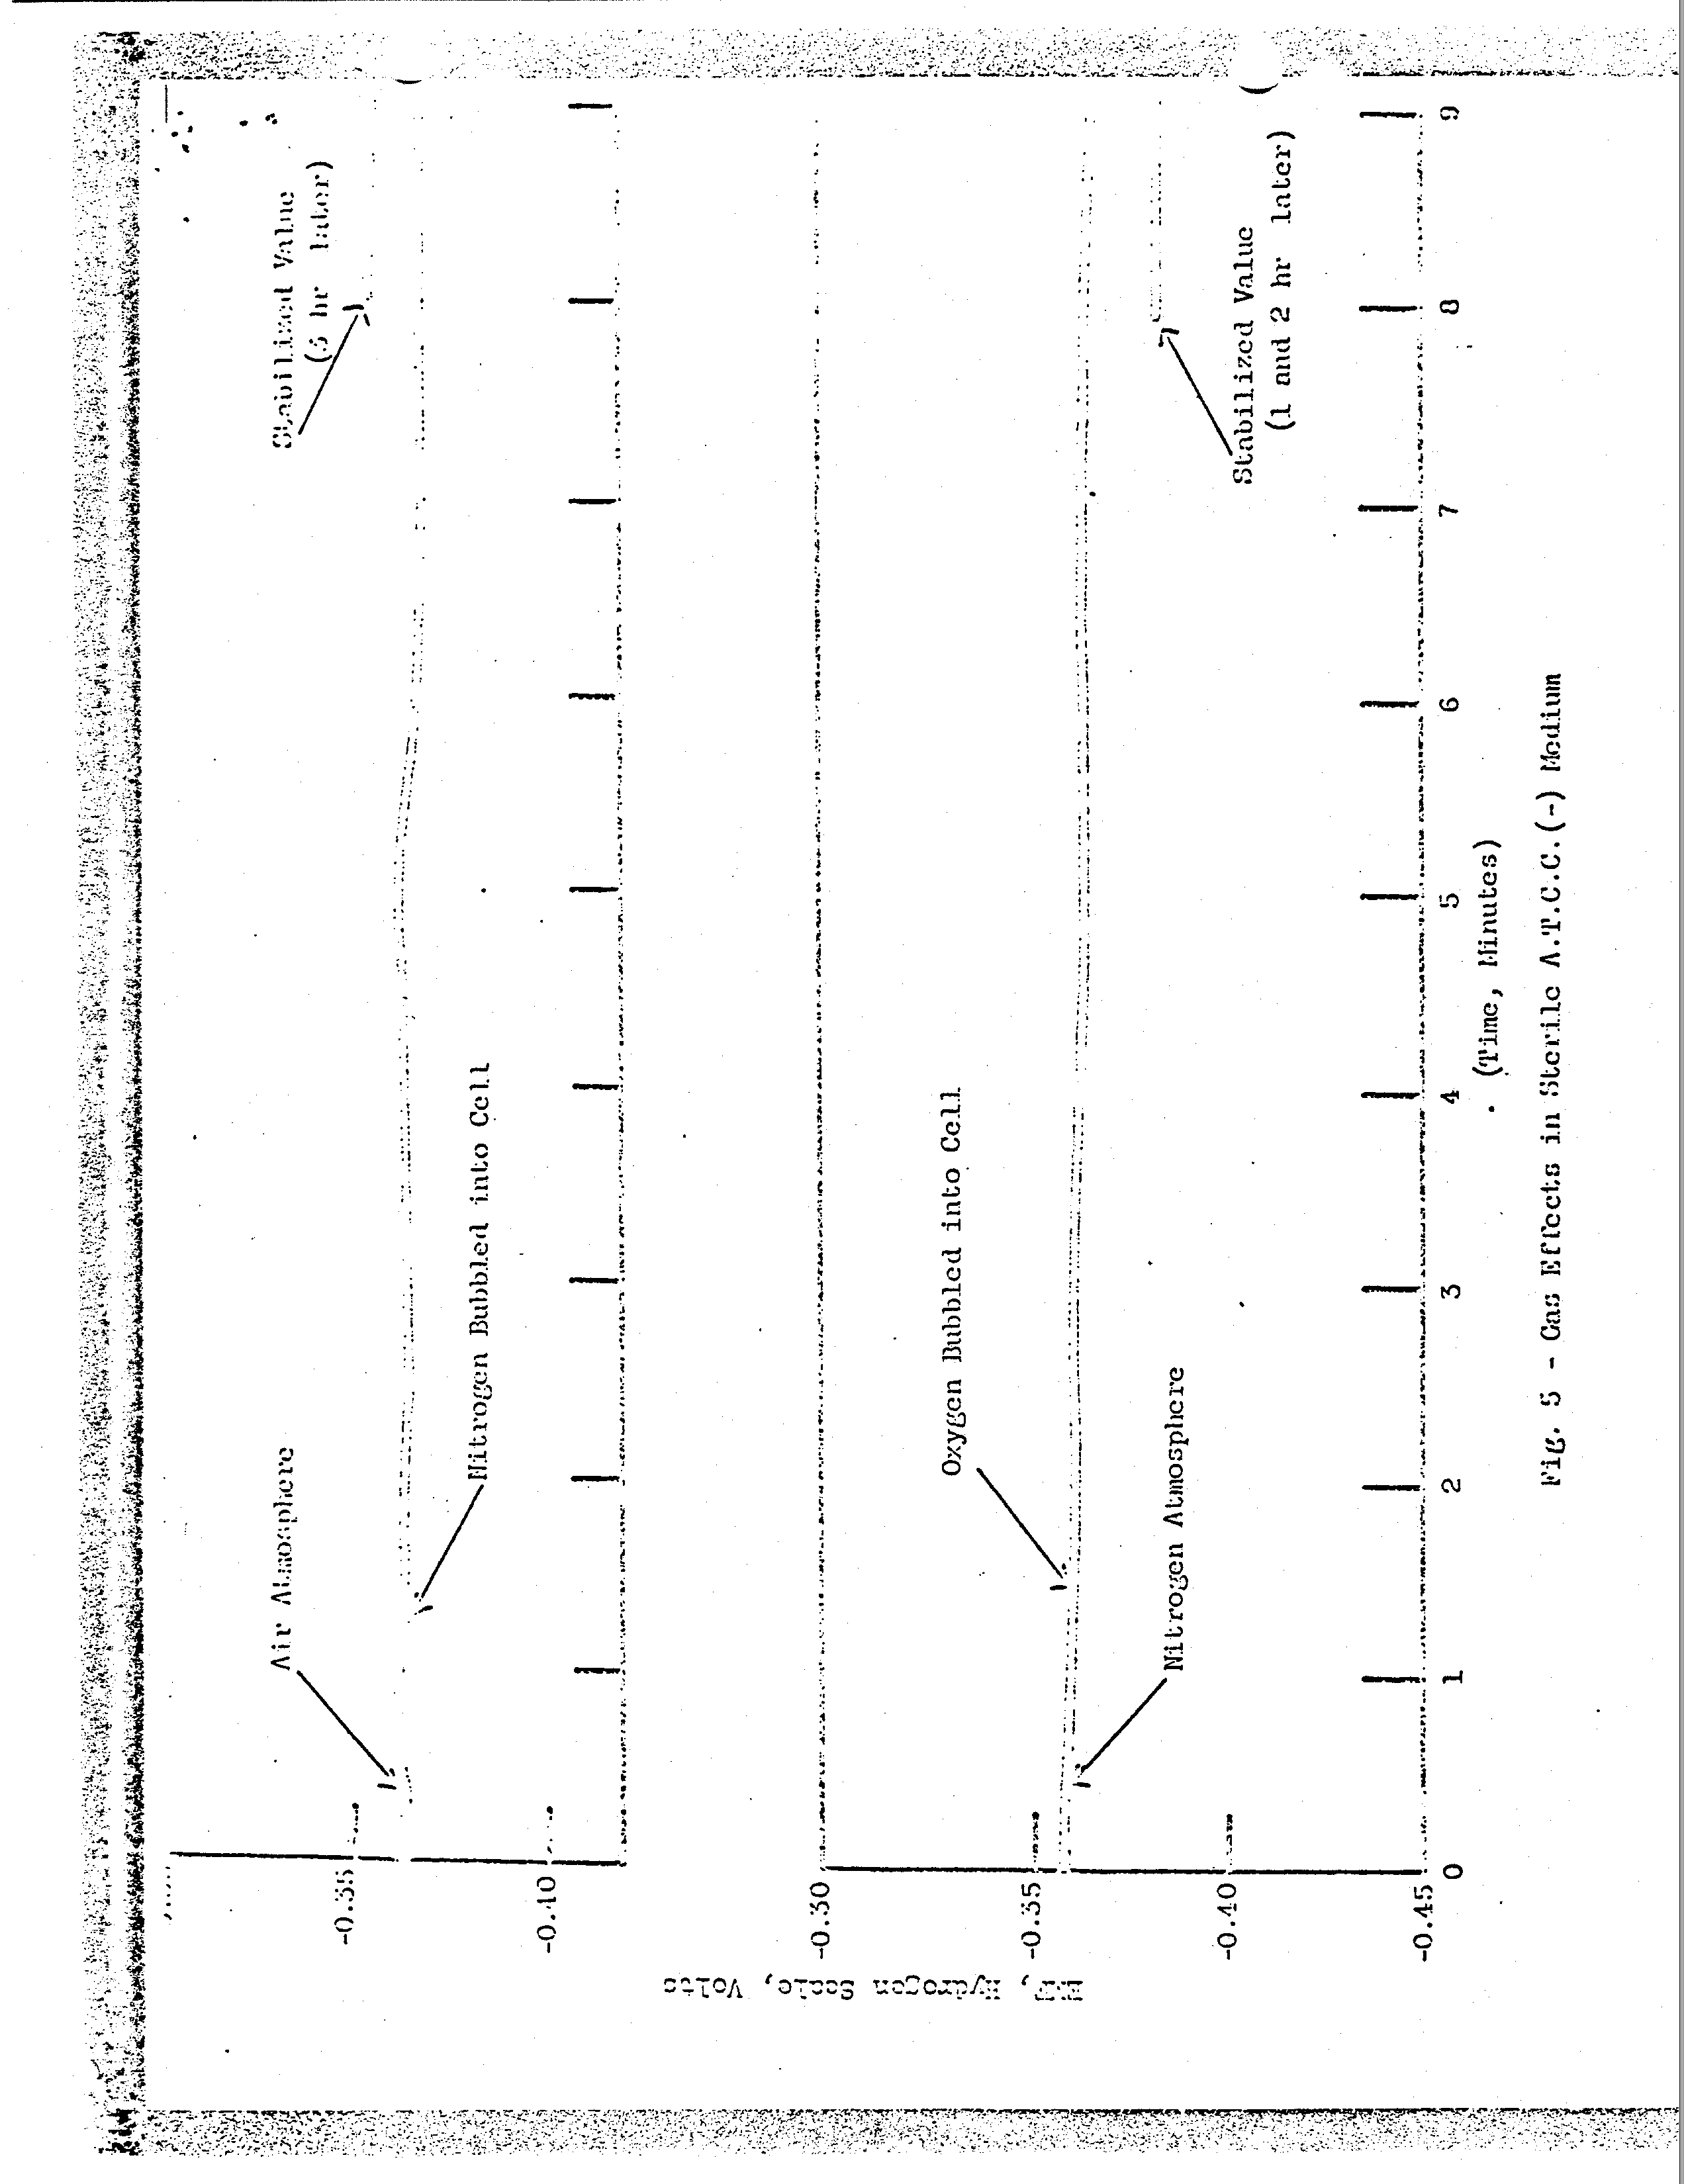 Air Atmosphere
Stabilized Value
(5 hr later)
-0.35
Nitrogen Bubbled into Cell
-0.40
EMF, Hydrogen Scale, Volts
-0.30
Oxygen Bubbled into Cell
-0.35
Nitrogen Atmosphere
-0.40
Stabilized Value
(1 and 2 hr later)
-0.45
0 1 2 3 4 5 6 7 8 9
(Time, Minutes)
Fig. 5 - Gas Effects in Sterile A.T.C.C.(-) Medium